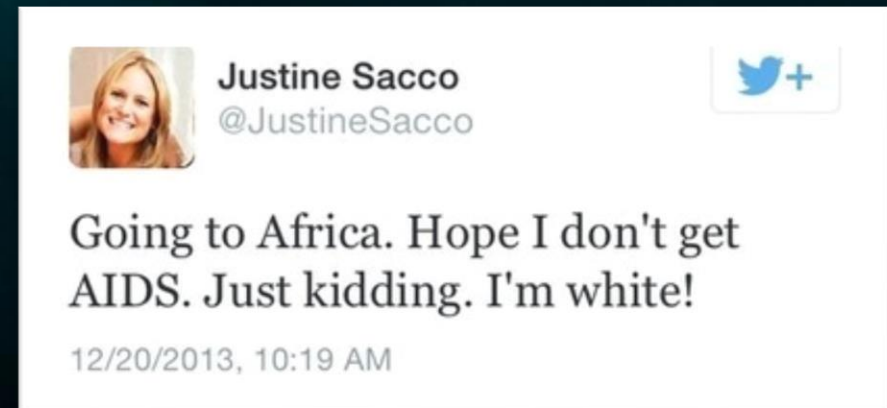 Justine Sacco
@JustineSacco
Going to Africa. Hope I don't get
AIDS. Just kidding. I'm white!
12/20/2013, 10:19 AM